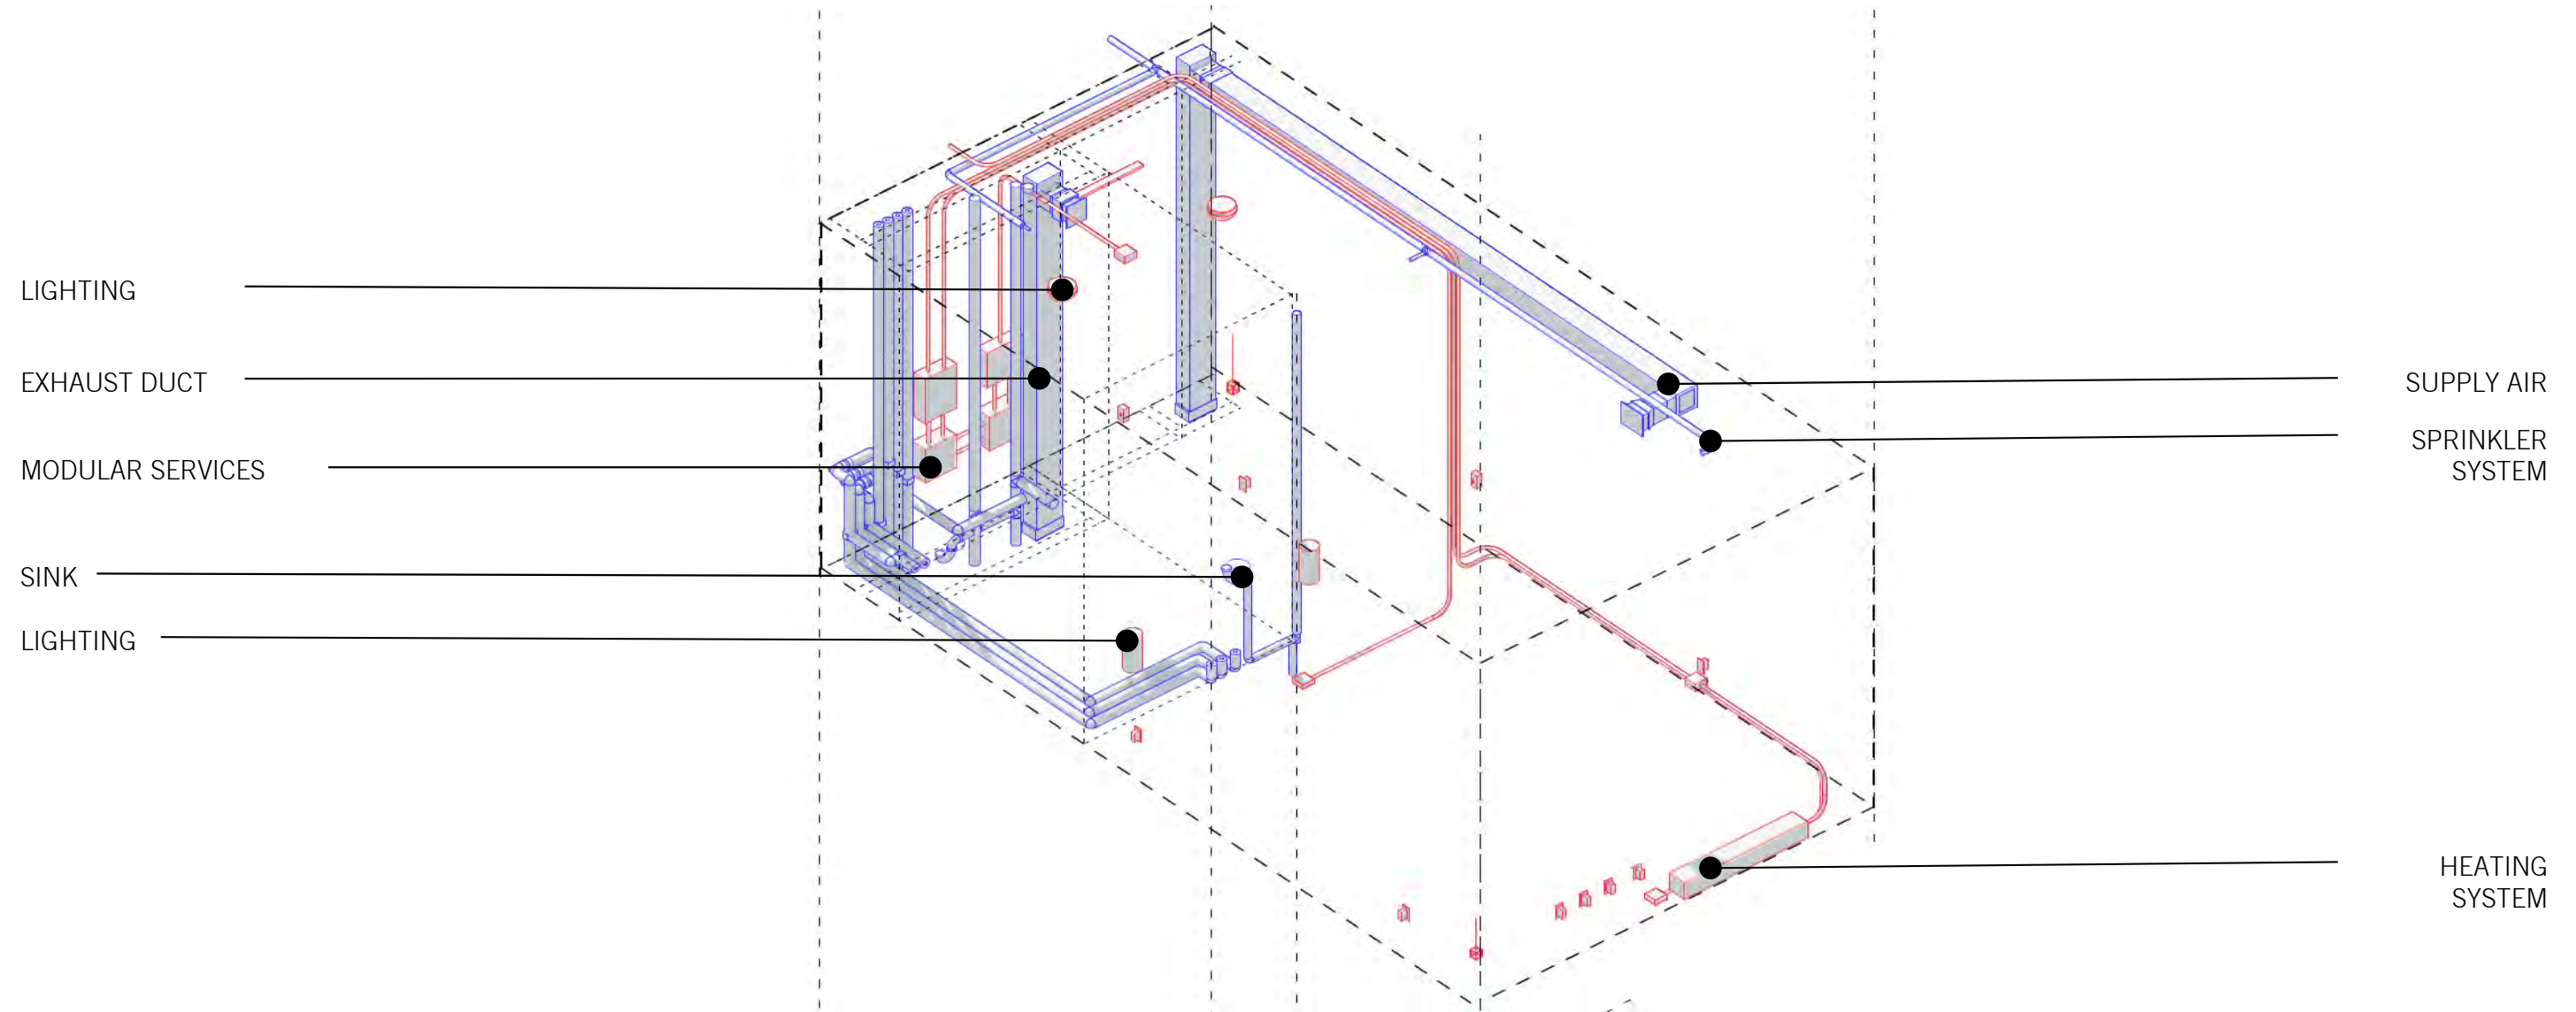 LIGHTING
EXHAUST DUCT
MODULAR SERVICES
SINK
LIGHTING
SUPPLY AIR
SPRINKLER
SYSTEM
HEATING
SYSTEM